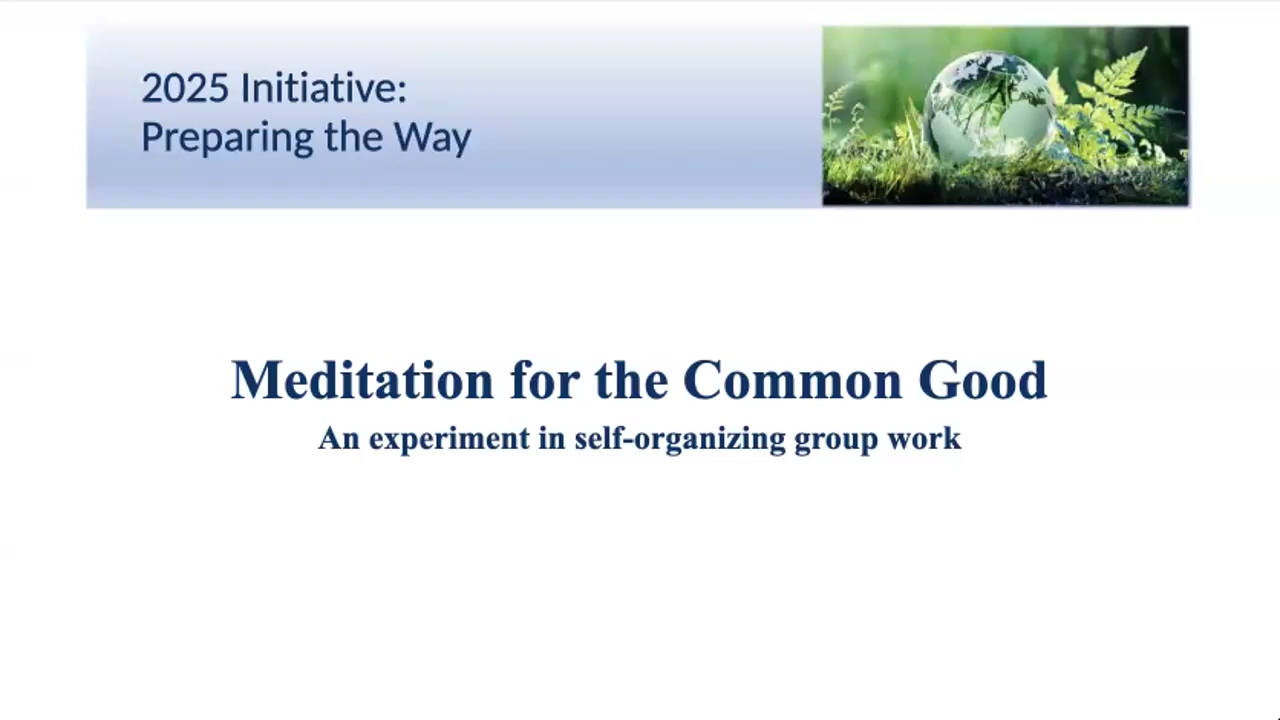 2025 Initiative:
Preparing the Way
Meditation for the Common Good
An experiment in self-organizing group work